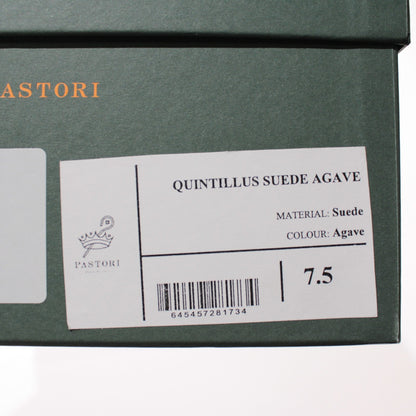 ASTORI
QUINTILLUS SUEDE AGAVE
MATERIAL: Suede
COLOUR: Agave
PASTORI
7.5
645457281734